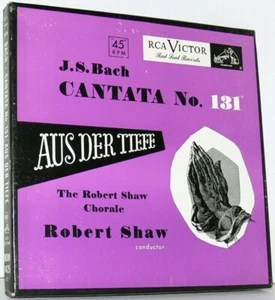 45
RPM
RCA VICTOR
Red Seal Records
J.S.Bach
CANTATA No. 131
AUS DER TIEFE
The Robert Shaw
Chorale
Robert Shaw
conductor